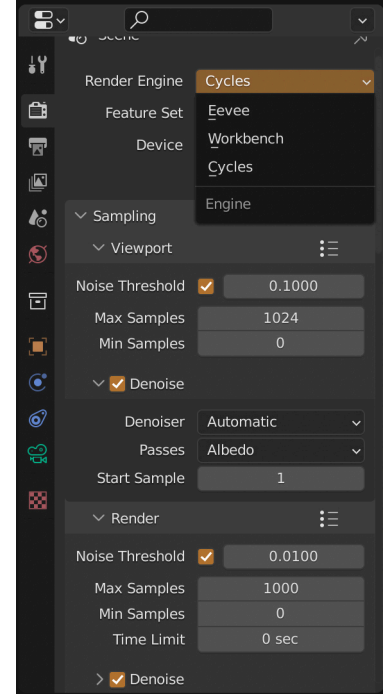 Scene
Render Engine Cycles
Feature Set Eevee
Device Workbench
Cycles
Engine
Sampling
Viewport
Noise Threshold 0.1000
Max Samples 1024
Min Samples 0
Denoise
Denoiser Automatic
Passes Albedo
Start Sample 1
Render
Noise Threshold 0.0100
Max Samples 1000
Min Samples 0
Time Limit 0 sec
Denoise